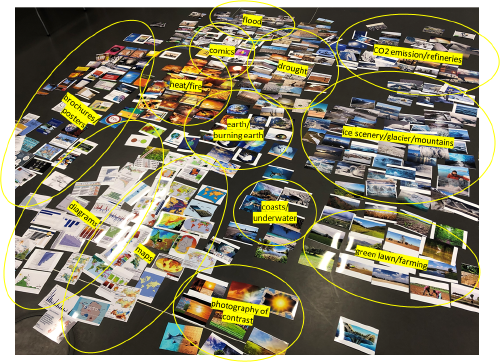 flood
comics
CO2 emission/refineries
drought
heat/fire
brochures,
posters
earth/
burning earth
ice scenery/glacier/mountains
coasts/
underwater
diagrams
maps
green lawn/farming
photography of
contrast